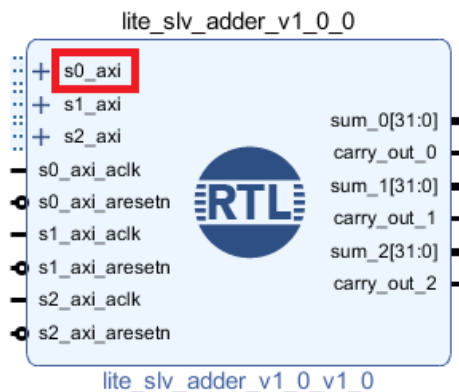 lite_slv_adder_v1_0_0
s0_axi
s1_axi
s2_axi
s0_axi_aclk
s0_axi_aresetn
s1_axi_aclk
s1_axi_aresetn
s2_axi_aclk
s2_axi_aresetn
RTL
sum_0[31:0]
carry_out_0
sum_1[31:0]
carry_out_1
sum_2[31:0]
carry_out_2
lite_slv_adder_v1_0_v1_0